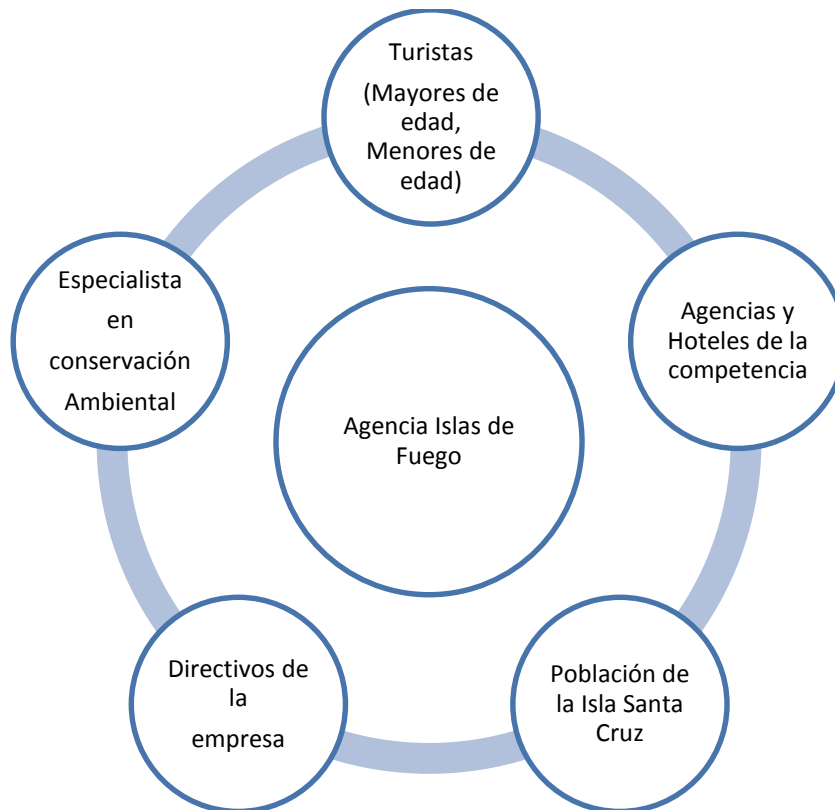 Turistas
(Mayores de
edad,
Menores de
edad)
Especialista
en
conservación
Ambiental
Agencias y
Hoteles de la
competencia
Agencia Islas de
Fuego
Directivos de
la
empresa
Población de
la Isla Santa
Cruz